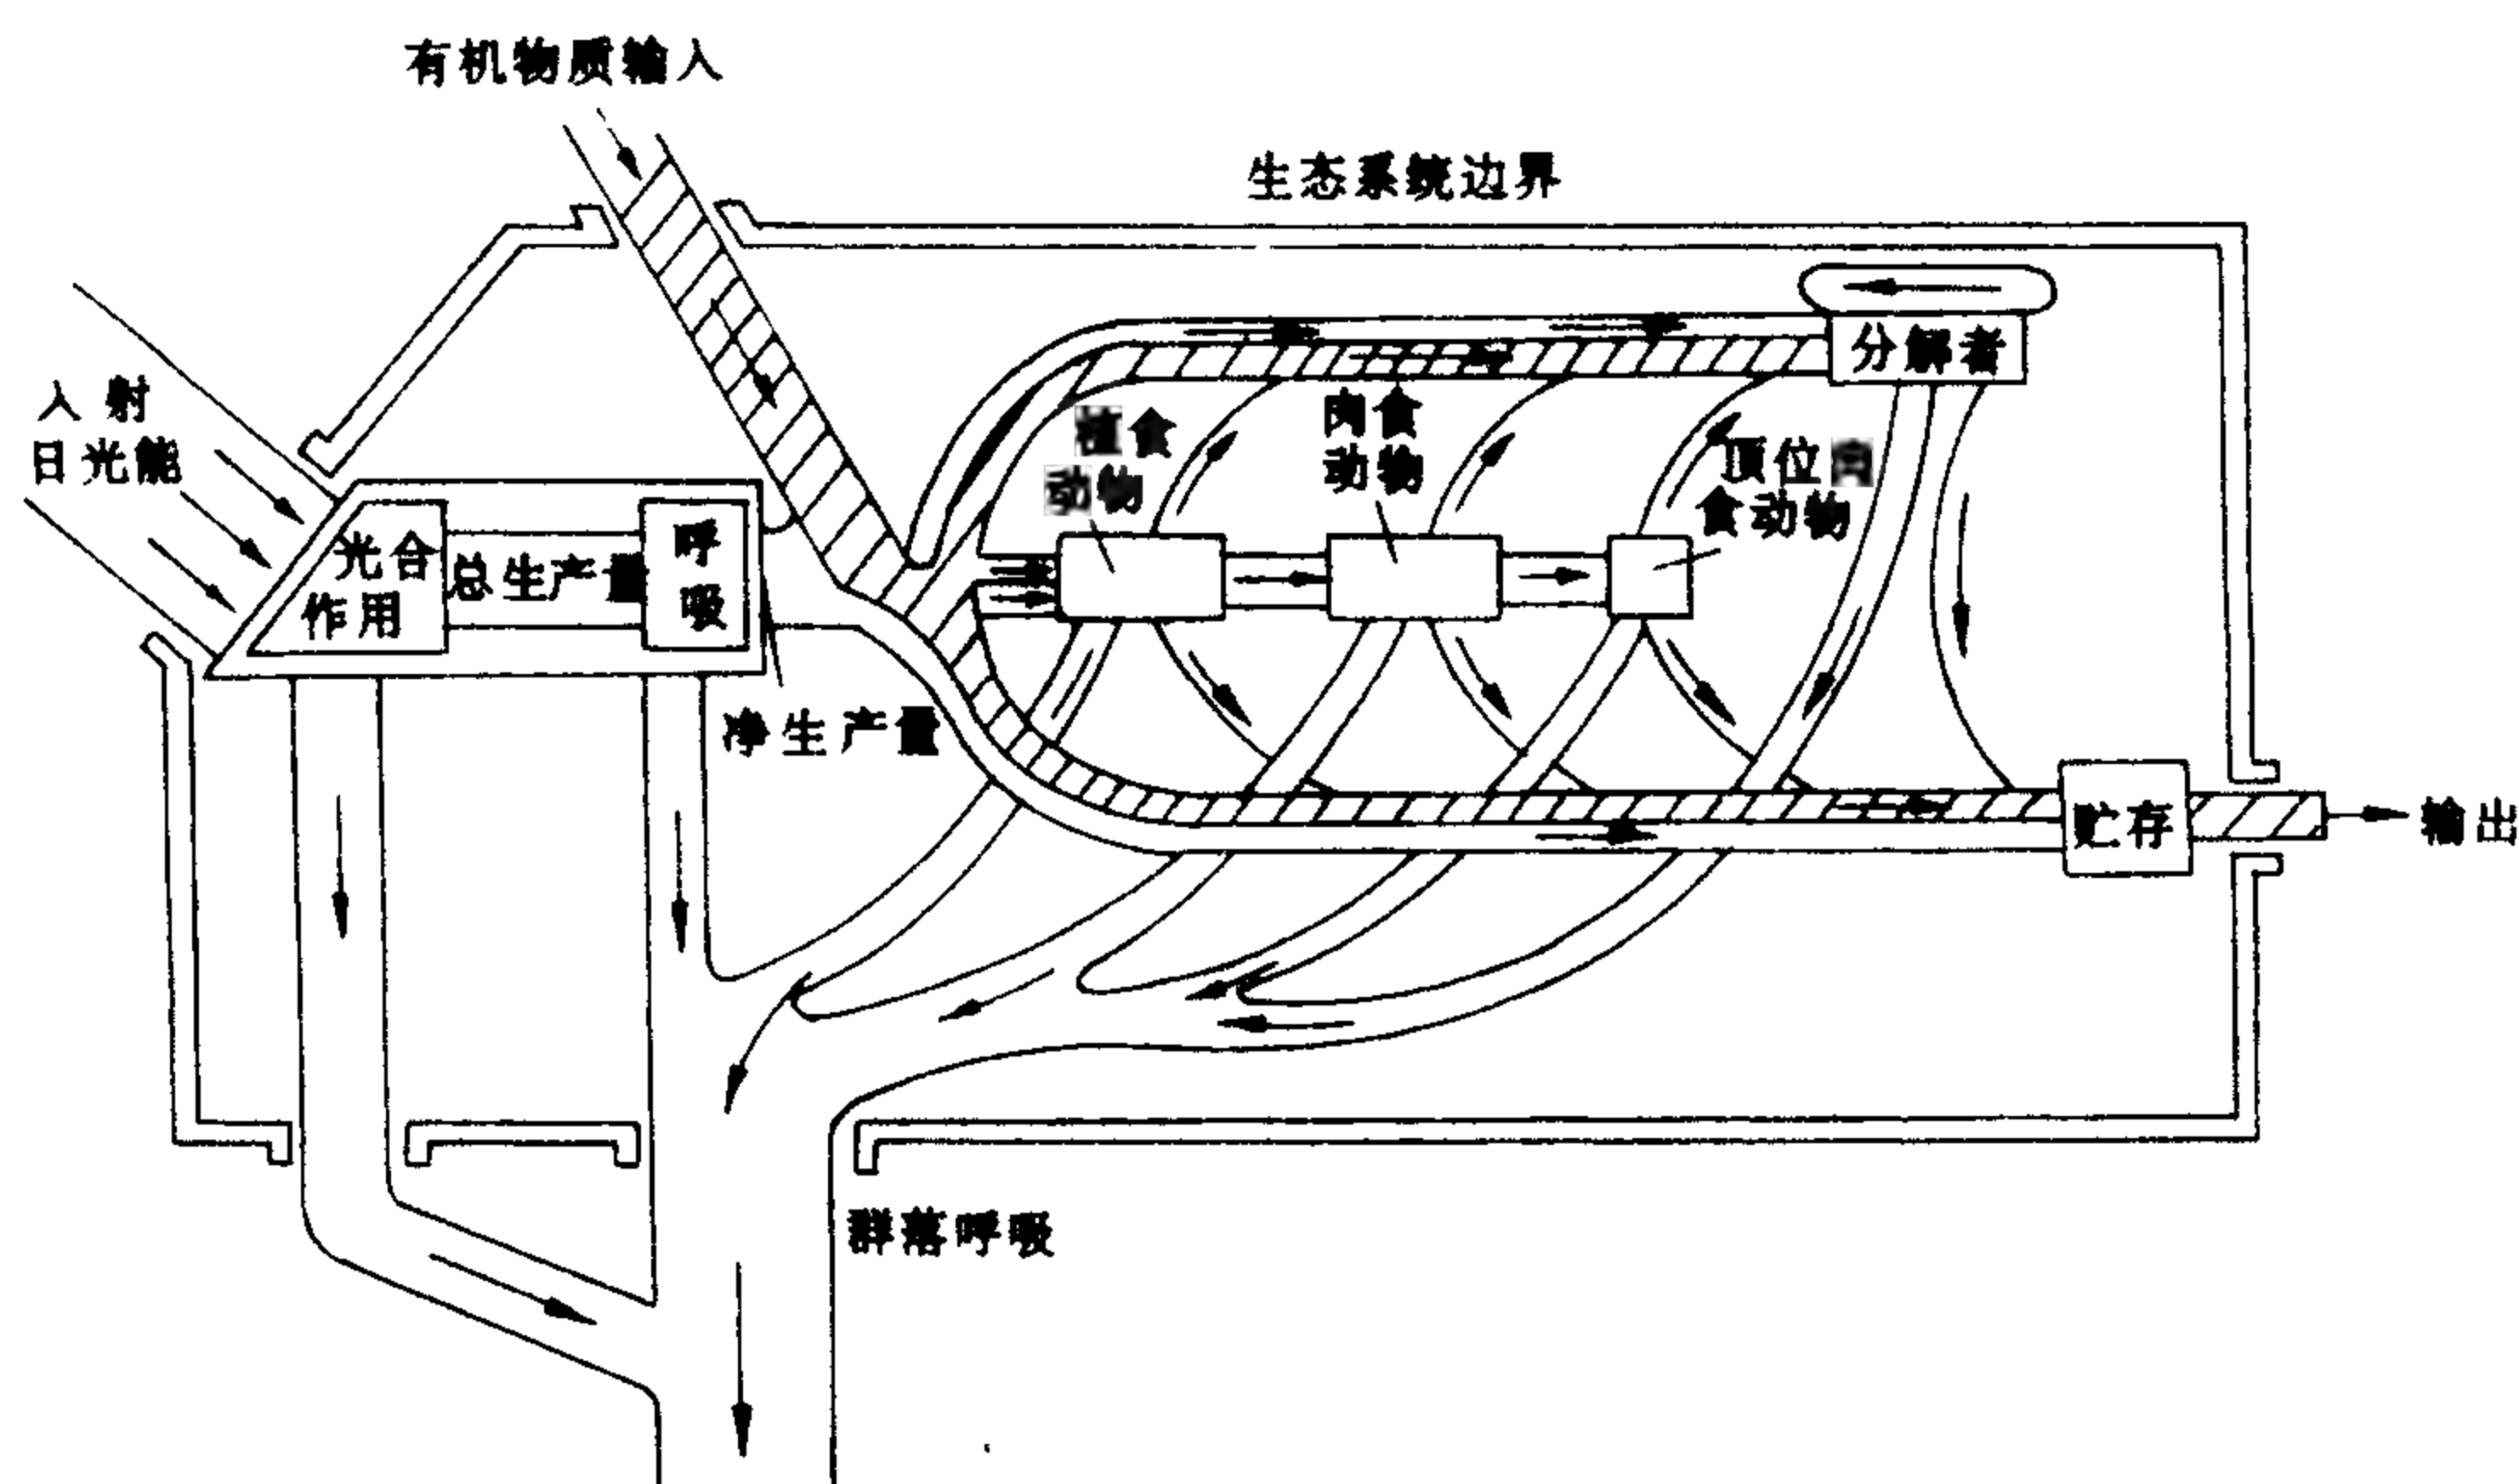 有机物质输入
生态系统边界
入射
日光能
分解者
植食
动物
肉食
动物
顶位肉
食动物
光合
作用
总生产量
呼
吸
净生产量
贮存
输出
群落呼吸